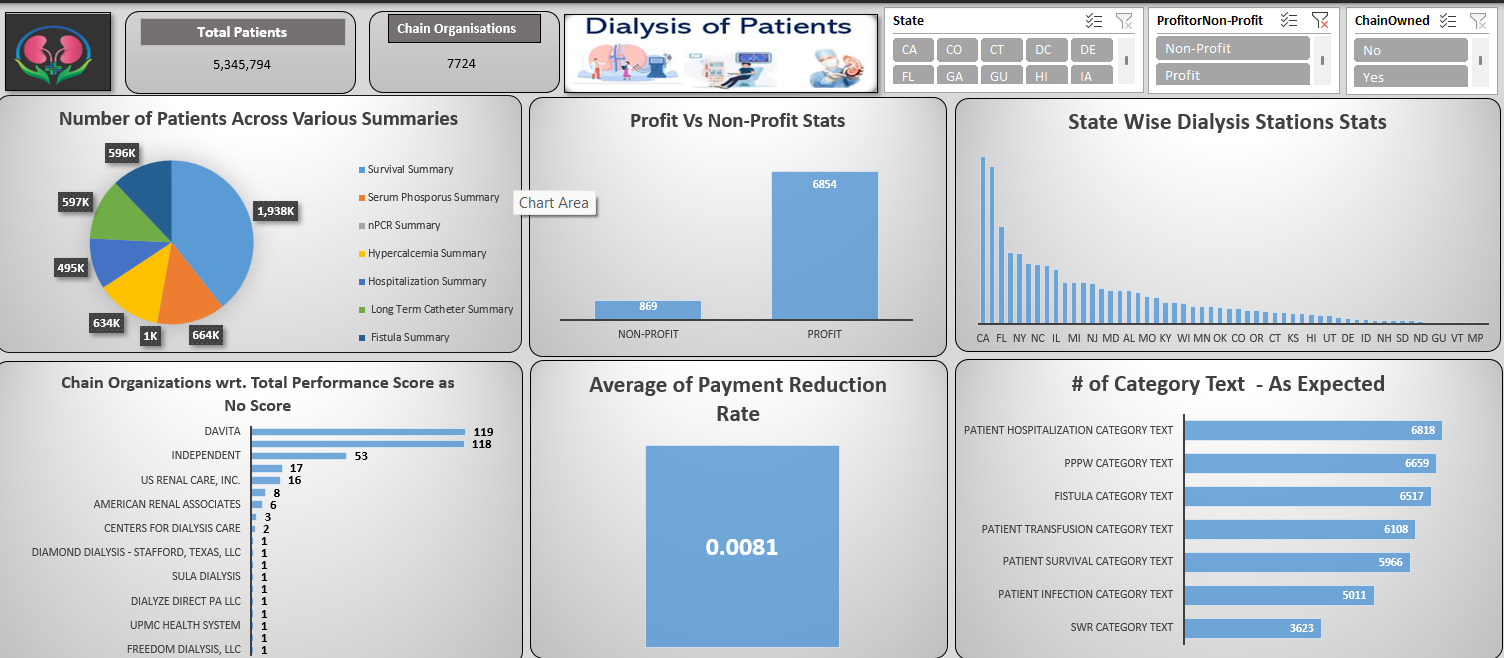 Total Patients
5,345,794
Chain Organisations
7724
Dialysis of Patients
State
CA CO CT DC DE
FL GA GU HI IA
ProfitorNon-Profit
Non-Profit
Profit
ChainOwned
No
Yes
Number of Patients Across Various Summaries
596K
597K
495K
634K
1K
664K
1,938K
Survival Summary
Serum Phosporus Summary
nPCR Summary
Hypercalcemia Summary
Hospitalization Summary
Long Term Catheter Summary
Fistula Summary
Chart Area
Profit Vs Non-Profit Stats
869
6854
NON-PROFIT PROFIT
State Wise Dialysis Stations Stats
CA FL NY NC IL MI NJ MD AL MO KY WI MN OK CO OR CT KS HI UT DE ID NH SD ND GU VT MP
Chain Organizations wrt. Total Performance Score as
No Score
DAVITA 119
118
INDEPENDENT 53
17
US RENAL CARE, INC. 16
8
AMERICAN RENAL ASSOCIATES 6
3
CENTERS FOR DIALYSIS CARE 2
1
DIAMOND DIALYSIS - STAFFORD, TEXAS, LLC 1
1
SULA DIALYSIS 1
1
DIALYZE DIRECT PA LLC 1
1
UPMC HEALTH SYSTEM 1
1
FREEDOM DIALYSIS, LLC 1
Average of Payment Reduction
Rate
0.0081
# of Category Text - As Expected
PATIENT HOSPITALIZATION CATEGORY TEXT 6818
PPPW CATEGORY TEXT 6659
FISTULA CATEGORY TEXT 6517
PATIENT TRANSFUSION CATEGORY TEXT 6108
PATIENT SURVIVAL CATEGORY TEXT 5966
PATIENT INFECTION CATEGORY TEXT 5011
SWR CATEGORY TEXT 3623